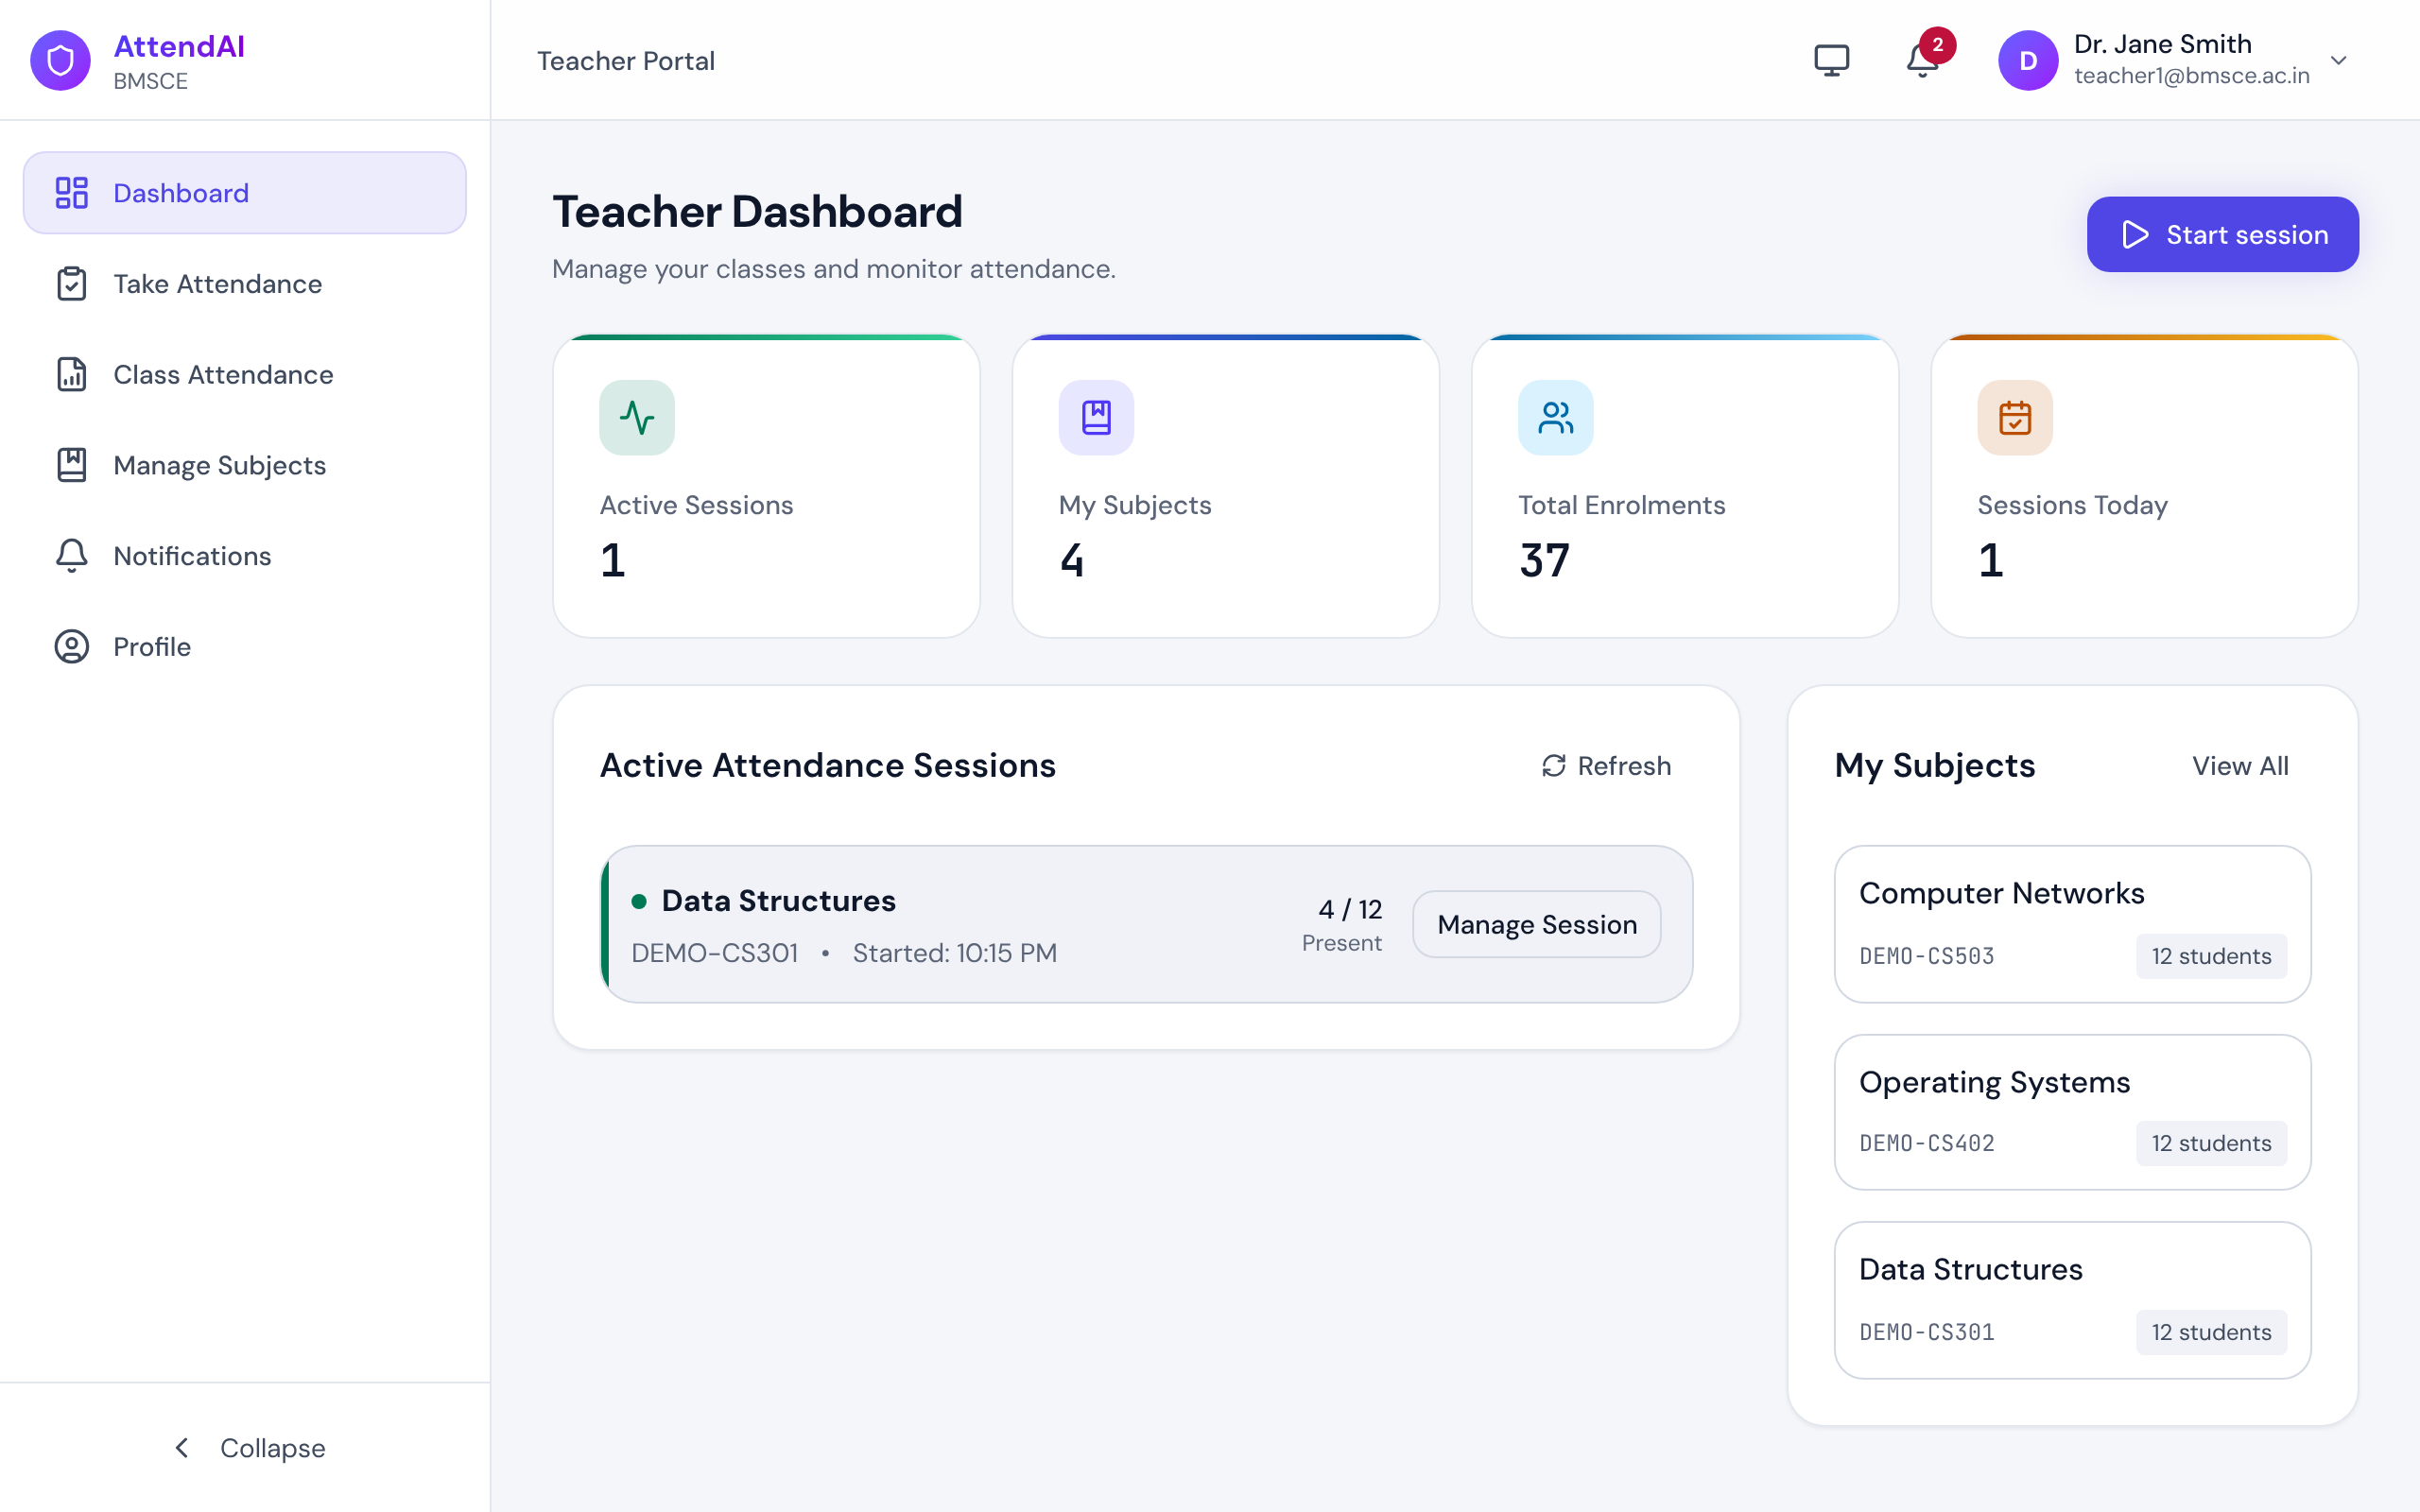 AttendAI
BMSCE
Teacher Portal
2
D
Dr. Jane Smith
teacher1@bmsce.ac.in
Dashboard
Take Attendance
Class Attendance
Manage Subjects
Notifications
Profile
Collapse
Teacher Dashboard
Manage your classes and monitor attendance.
Start session
Active Sessions
1
My Subjects
4
Total Enrolments
37
Sessions Today
1
Active Attendance Sessions
Refresh
Data Structures
DEMO-CS301 • Started: 10:15 PM
4 / 12
Present
Manage Session
My Subjects
View All
Computer Networks
DEMO-CS503
12 students
Operating Systems
DEMO-CS402
12 students
Data Structures
DEMO-CS301
12 students